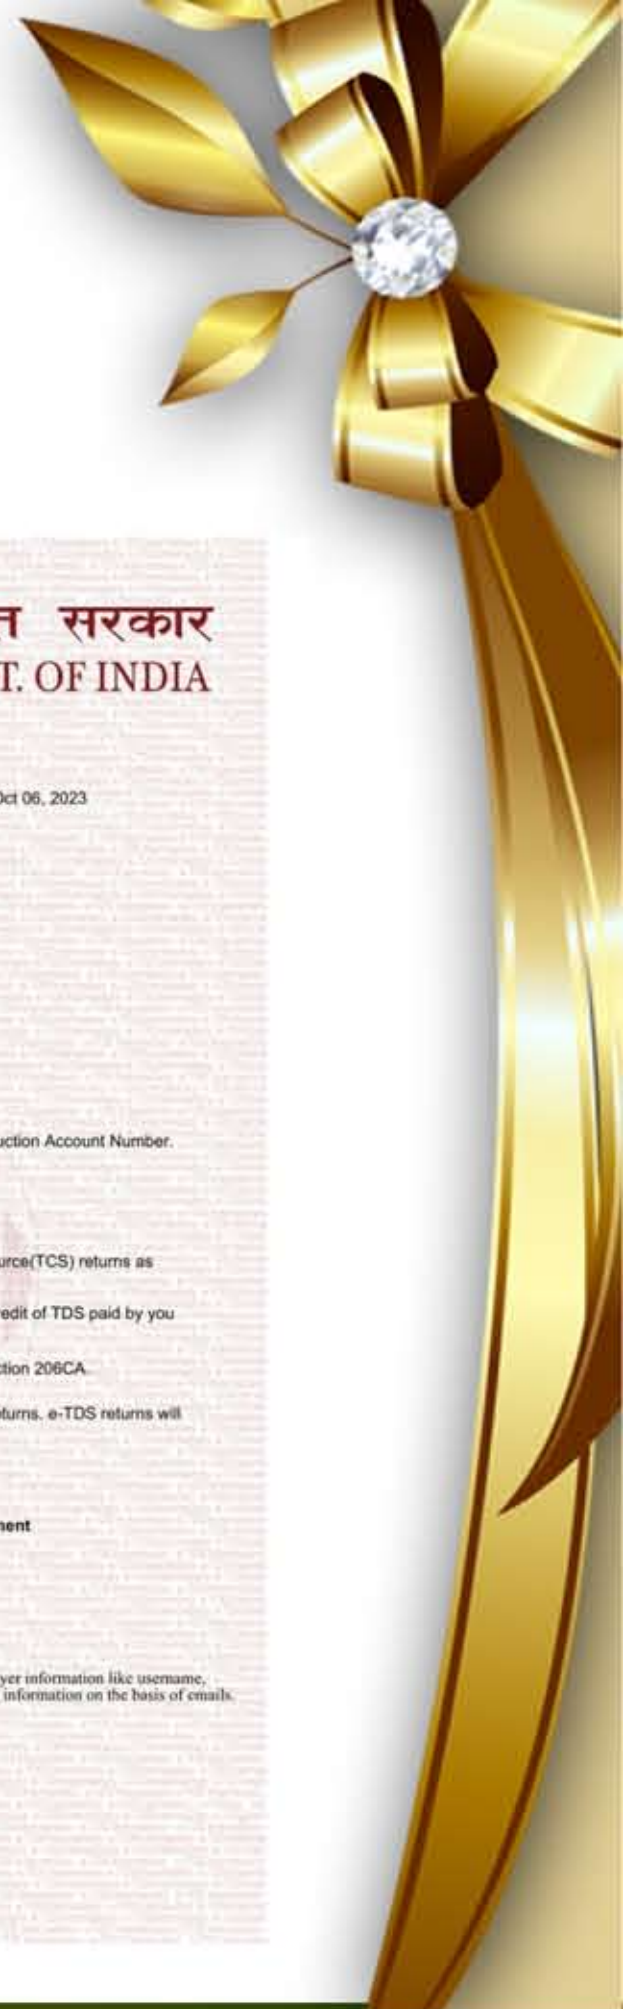 सरकार
T. OF INDIA
Oct 06, 2023
uction Account Number.
urce(TCS) returns as
edit of TDS paid by you
ction 206CA.
eturns. e-TDS returns will
ment
yer information like username,
information on the basis of emails.